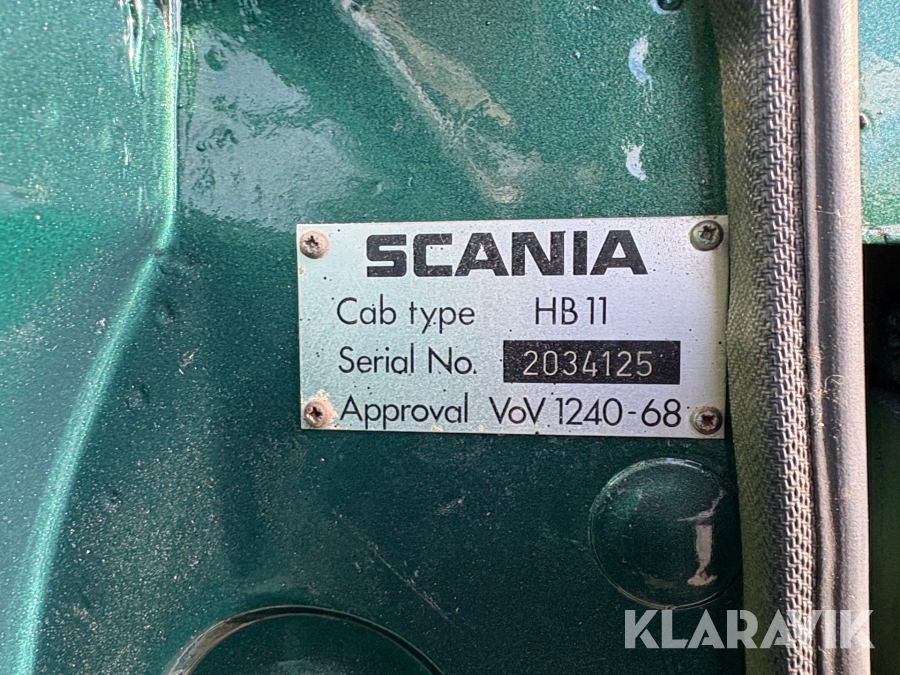 SCANIA
Cab type HB 11
Serial No. 2034125
Approval VoV 1240-68
KLARAVIK